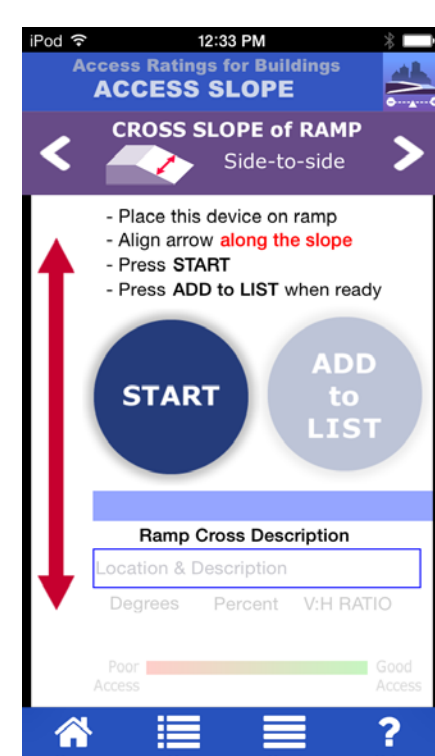 iPod 12:33 PM
Access Ratings for Buildings
ACCESS SLOPE
CROSS SLOPE of RAMP
Side-to-side
- Place this device on ramp
- Align arrow along the slope
- Press START
- Press ADD to LIST when ready
START
ADD
to
LIST
Ramp Cross Description
Location & Description
Degrees Percent V:H RATIO
Poor Good
Access Access
?